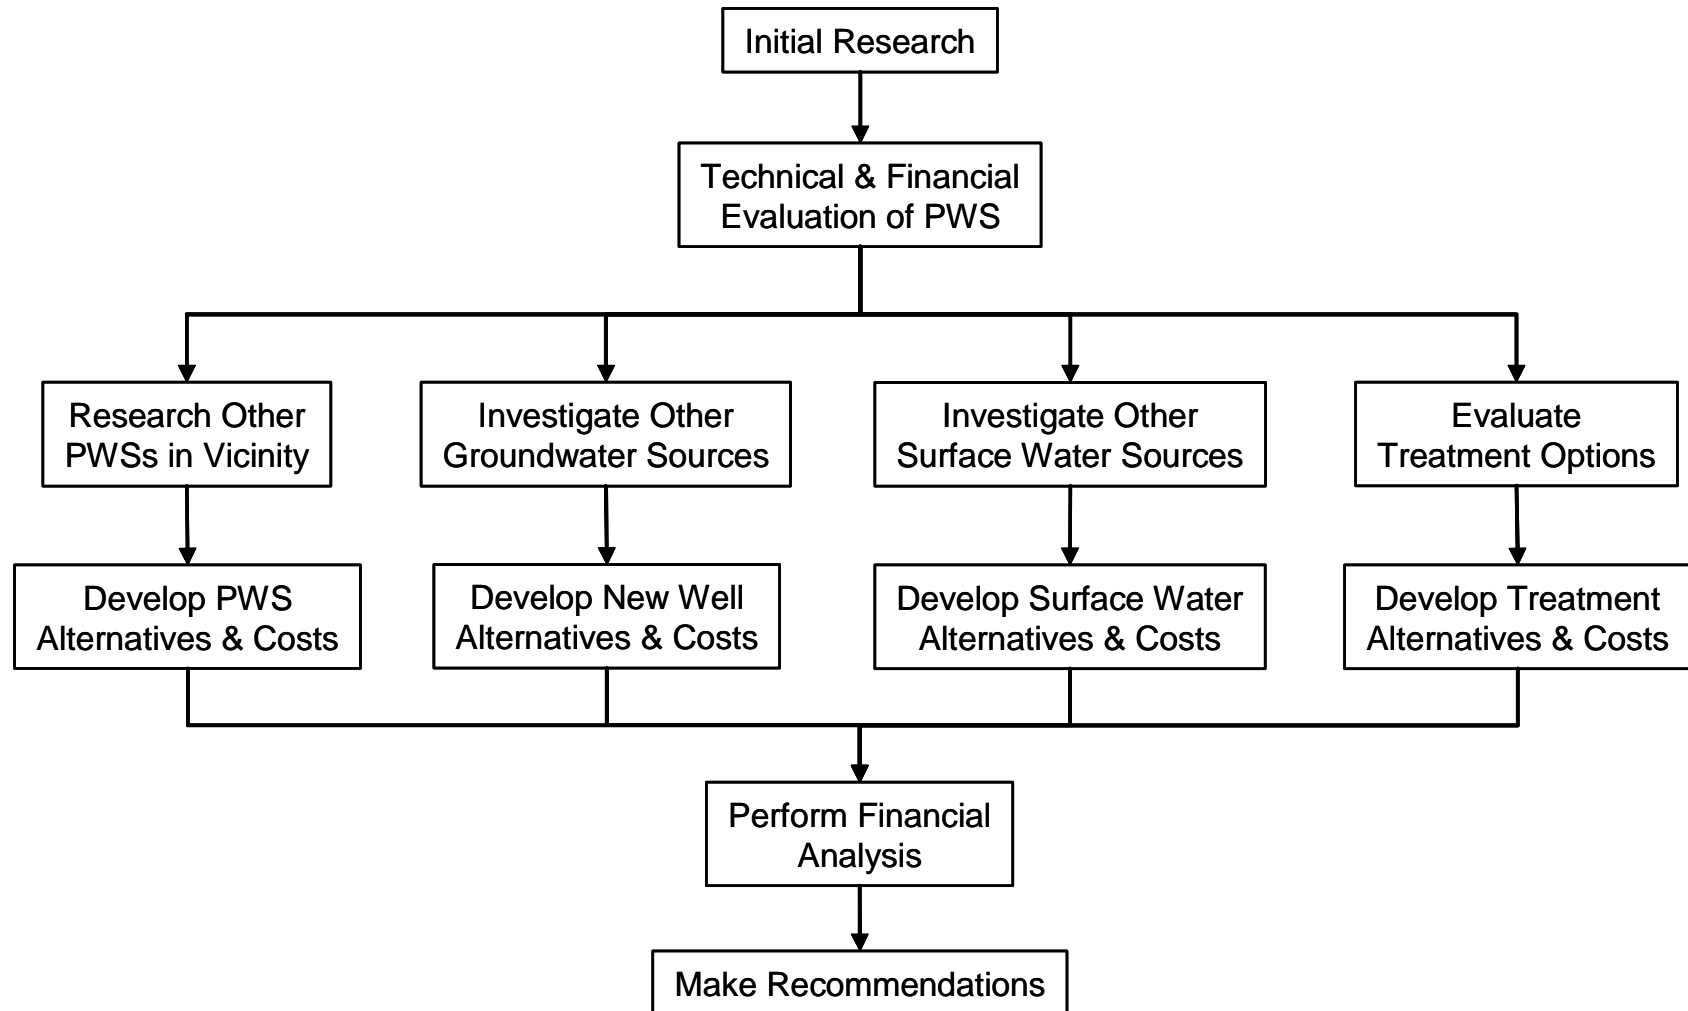 Initial Research
Technical & Financial
Evaluation of PWS
Research Other
PWSs in Vicinity
Investigate Other
Groundwater Sources
Investigate Other
Surface Water Sources
Evaluate
Treatment Options
Develop PWS
Alternatives & Costs
Develop New Well
Alternatives & Costs
Develop Surface Water
Alternatives & Costs
Develop Treatment
Alternatives & Costs
Perform Financial
Analysis
Make Recommendations